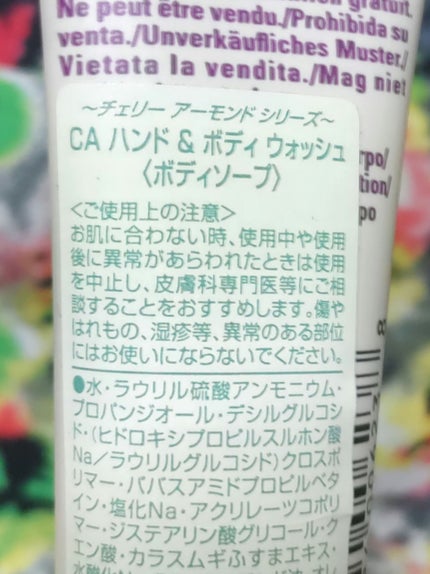 gratuit.
Ne peut être vendu./Prohibida su
venta./Unverkäufliches Muster./
Vietata la vendita./Mag niet
rpo/
tion/
po
～チェリー アーモンド シリーズ～
CA ハンド & ボディ ウォッシュ
〈ボディソープ〉
＜ご使用上の注意＞
お肌に合わない時、使用中や使用
後に異常があらわれたときは使用
を中止し、皮膚科専門医等にご相
談することをおすすめします。傷や
はれもの、湿疹等、異常のある部位
にはお使いにならないでください。
●水・ラウリル硫酸アンモニウム・
プロパンジオール・デシルグルコシ
ド・(ヒドロキシプロピルスルホン酸
Na／ラウリルグルコシド)クロスポ
リマー・ババスアミドプロピルベタ
イン・塩化Na・アクリレーツコポリ
マー・ジステアリン酸グリコール・ク
エン酸・カラスムギふすまエキス・